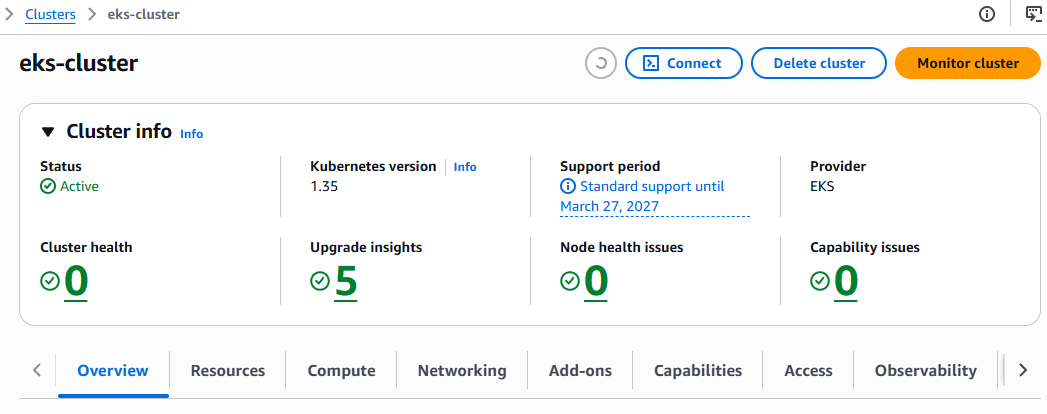 Clusters eks-cluster
eks-cluster
Connect Delete cluster Monitor cluster
Cluster info Info
Status Kubernetes version Info Support period Provider
Active 1.35 Standard support until EKS
March 27, 2027
Cluster health Upgrade insights Node health issues Capability issues
0 5 0 0
Overview Resources Compute Networking Add-ons Capabilities Access Observability